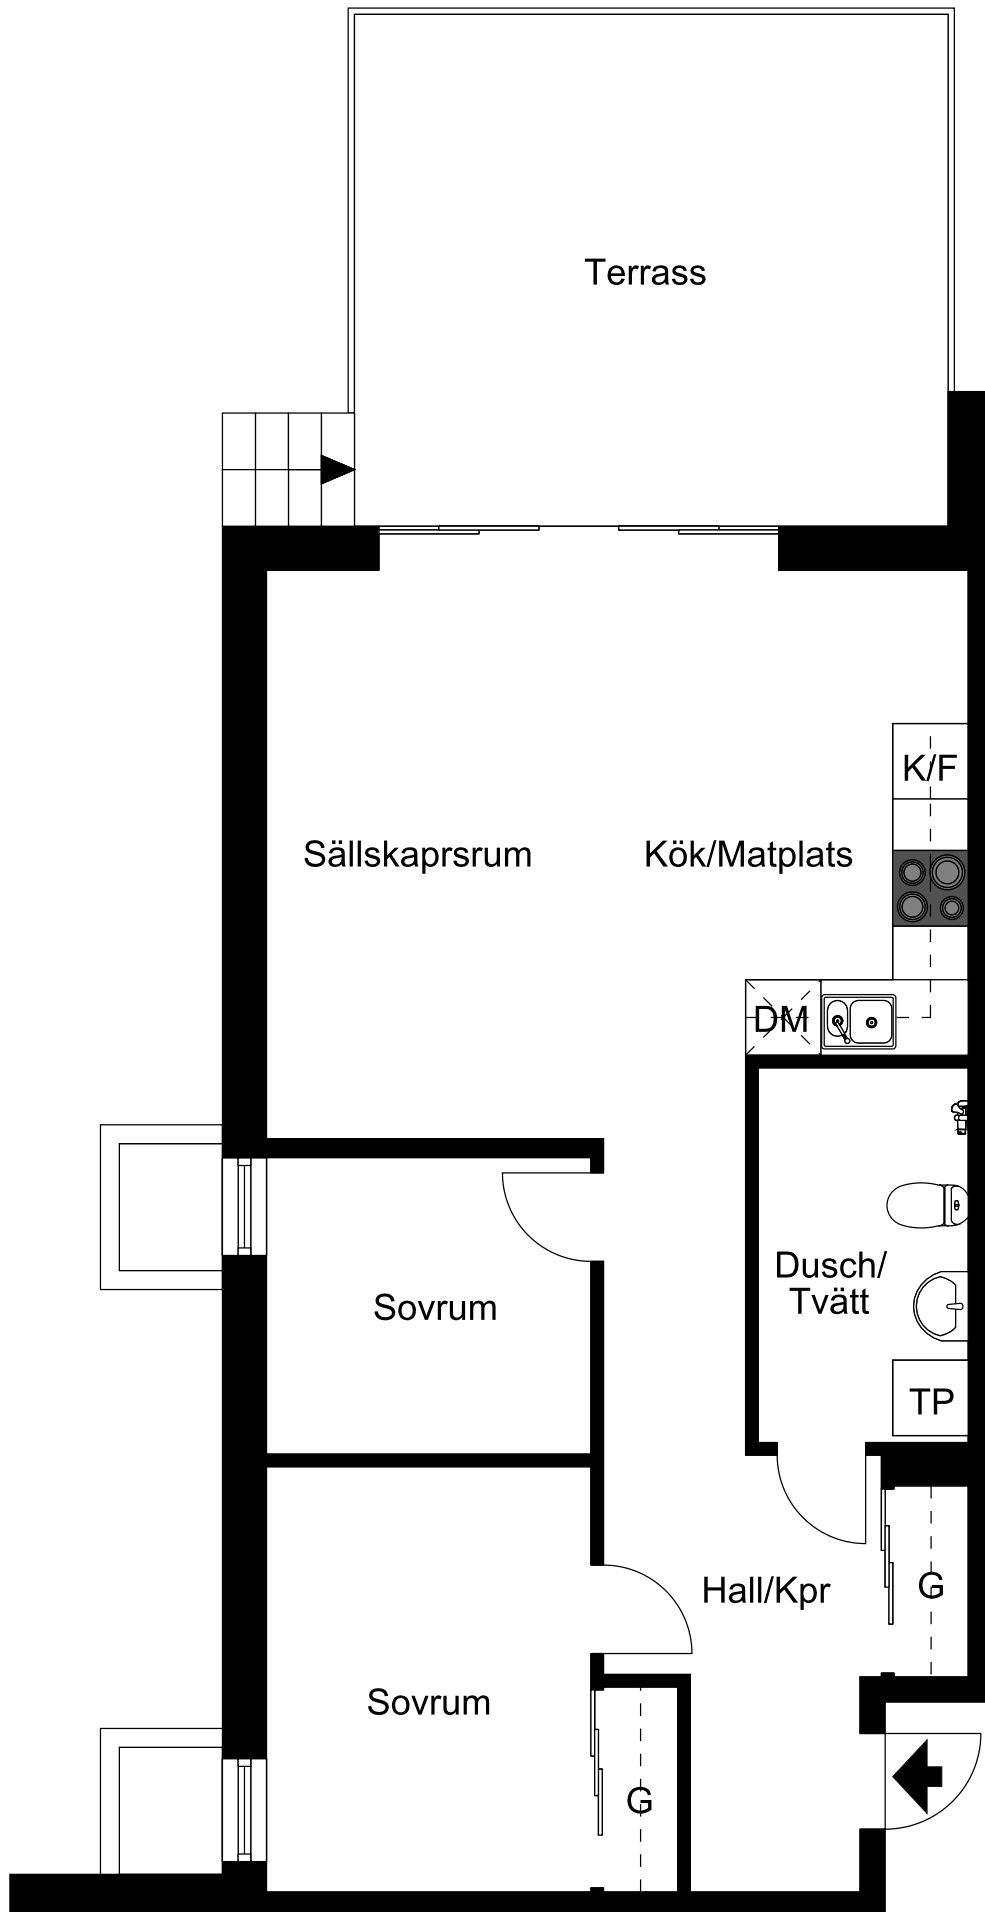 Terrass
K/F
Sällskaprsrum
Kök/Matplats
DM
Dusch/
Tvätt
Sovrum
TP
Hall/Kpr
G
Sovrum
G